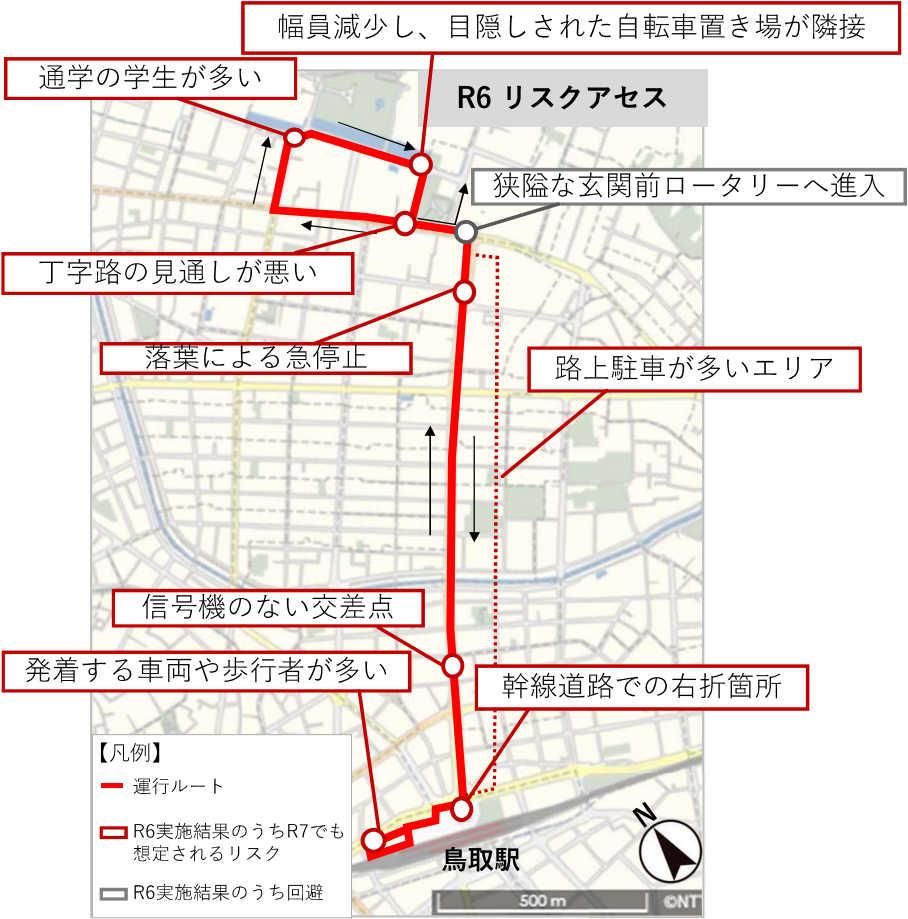 幅員減少し、目隠しされた自転車置き場が隣接
通学の学生が多い
R6 リスクアセス
狭隘な玄関前ロータリーへ進入
丁字路の見通しが悪い
落葉による急停止
路上駐車が多いエリア
信号機のない交差点
発着する車両や歩行者が多い
幹線道路での右折箇所
【凡例】
運行ルート
R6実施結果のうちR7でも
想定されるリスク
R6実施結果のうち回避
鳥取駅
N
500 m
©NT